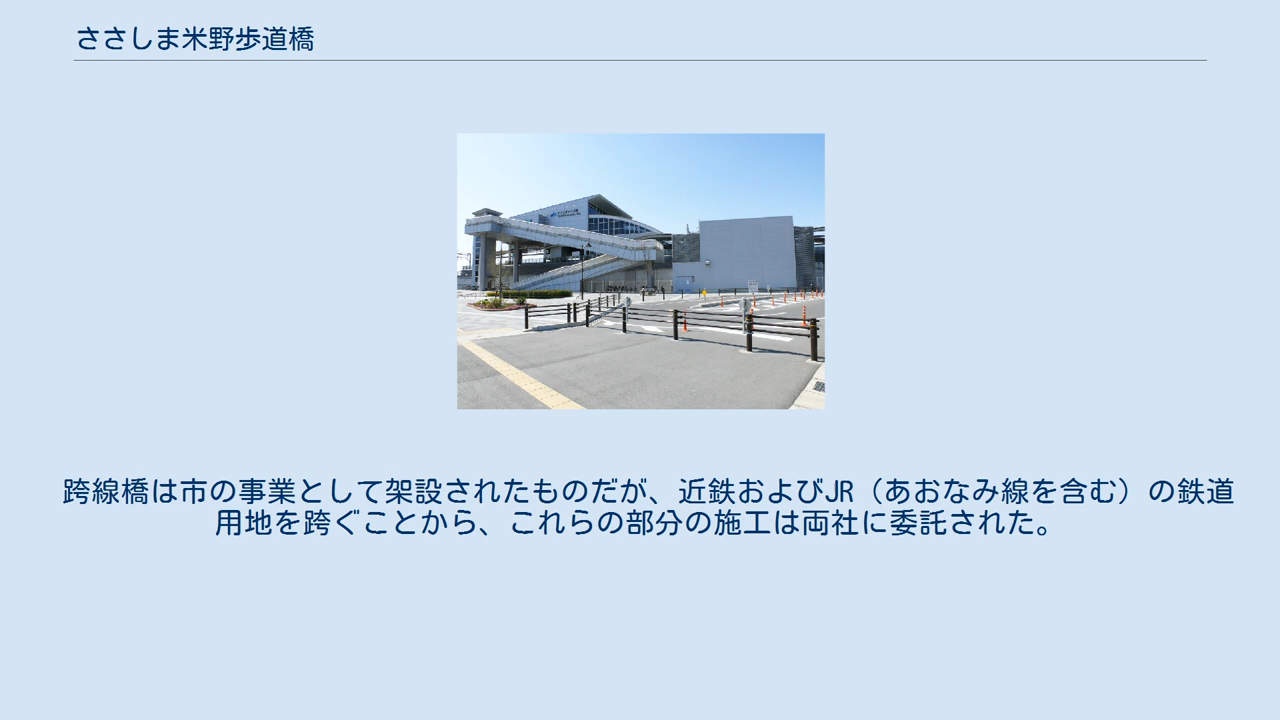 ささしま米野歩道橋
跨線橋は市の事業として架設されたものだが、近鉄およびJR（あおなみ線を含む）の鉄道
用地を跨ぐことから、これらの部分の施工は両社に委託された。